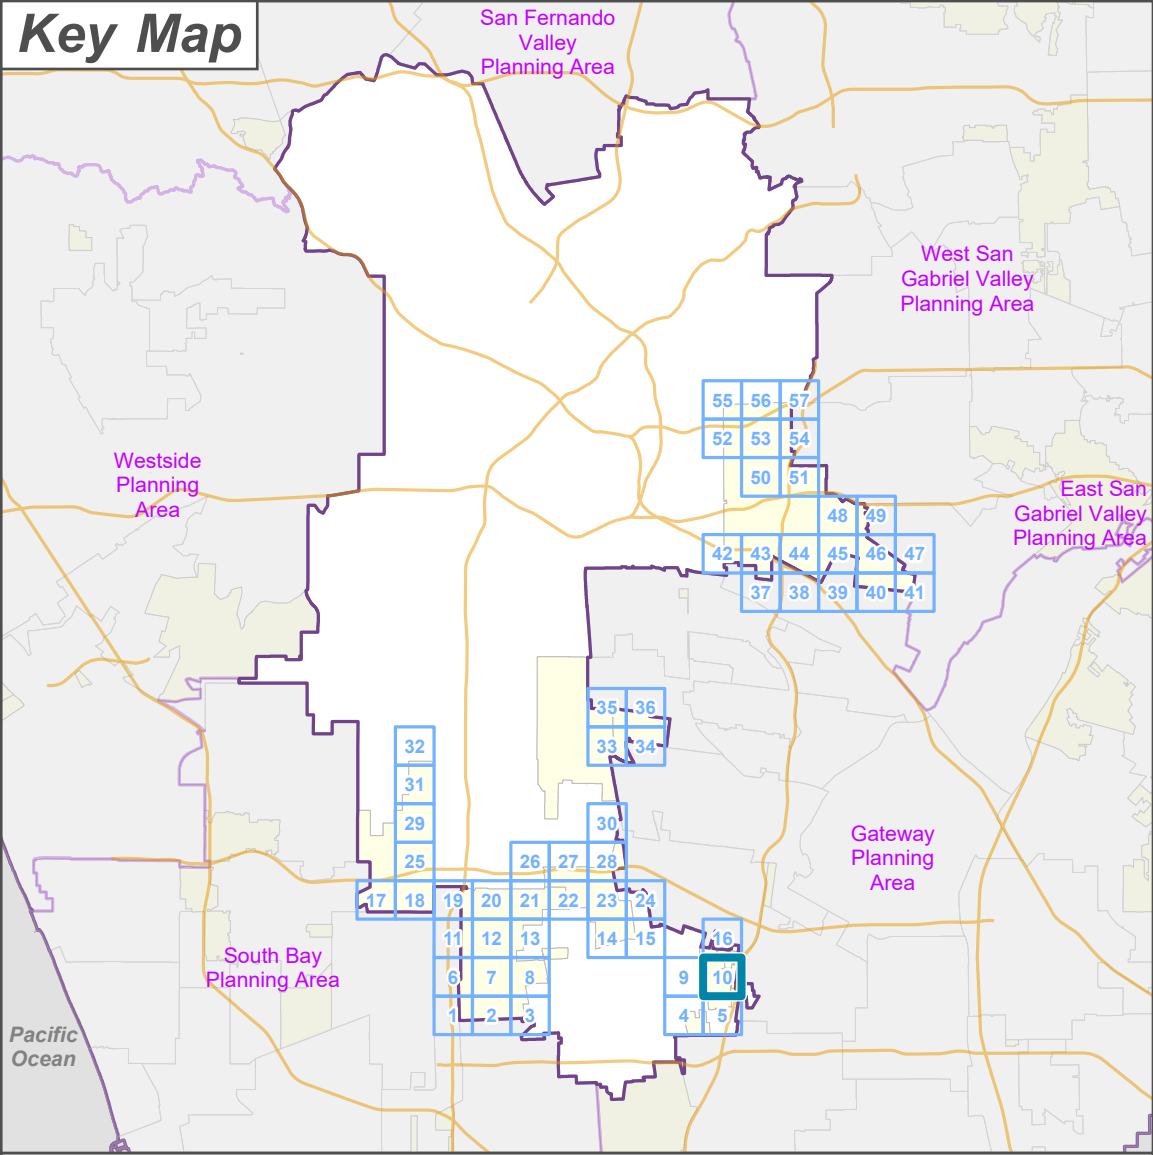 Key Map
San Fernando
Valley
Planning Area
West San
Gabriel Valley
Planning Area
55 56 57
52 53 54
Westside
Planning
Area
50 51
East San
Gabriel Valley
Planning Area
48 49
42 43 44 45 46 47
37 38 39 40 41
35 36
33 34
32
31
29
30
Gateway
Planning
Area
25
26 27 28
17 18 19 20 21 22 23 24
11 12 13 14 15 16
South Bay
Planning Area
6 7 8 9 10
1 2 3 4 5
Pacific
Ocean